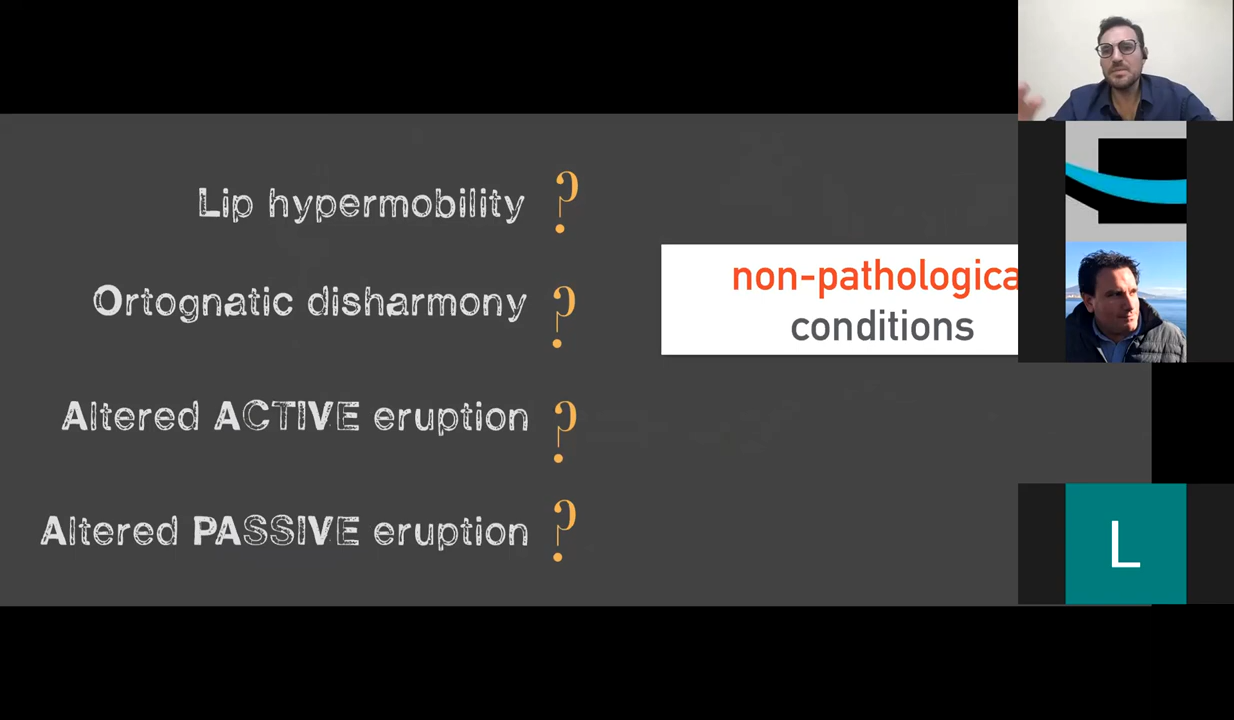 Lip hypermobility ?
Ortognatic disharmony ?
Altered ACTIVE eruption ?
Altered PASSIVE eruption ?
non-pathologica
conditions
L